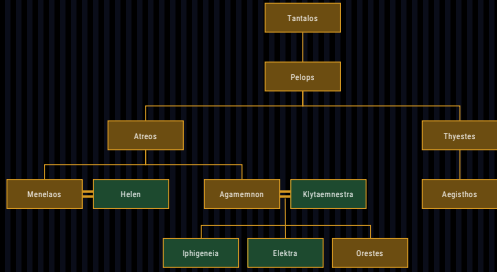 Tantalos
Pelops
Atreos
Thyestes
Menelaos
Helen
Agamemnon
Klytaemnestra
Aegisthos
Iphigeneia
Elektra
Orestes